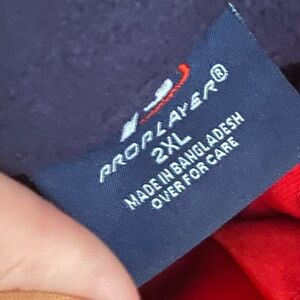 PROPLAYER®
2XL
MADE IN BANGLADESH
OVER FOR CARE